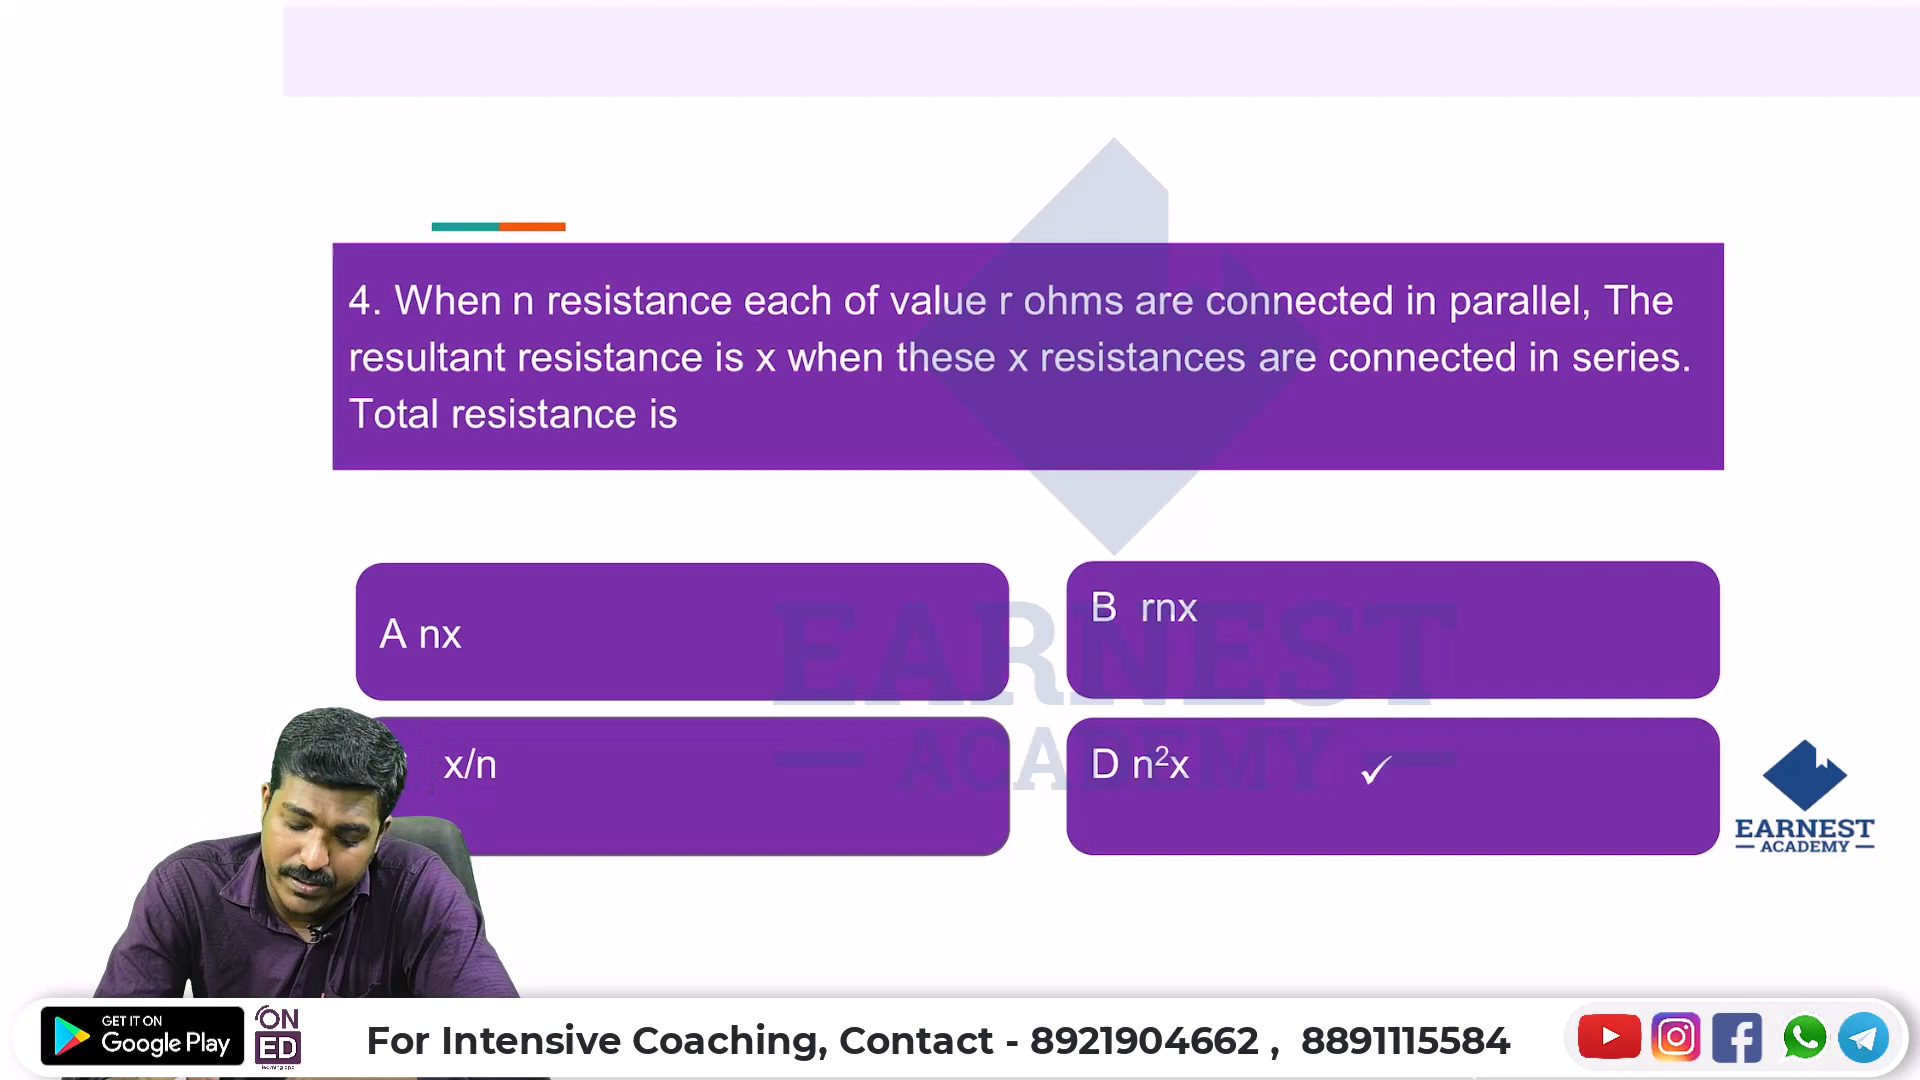 4. When n resistance each of value r ohms are connected in parallel, The
resultant resistance is x when these x resistances are connected in series.
Total resistance is
A nx
B rnx
x/n
D n²x ✓
EARNEST
ACADEMY
EARNEST
ACADEMY
GET IT ON
Google Play
ON
ED
For Intensive Coaching, Contact - 8921904662 , 8891115584